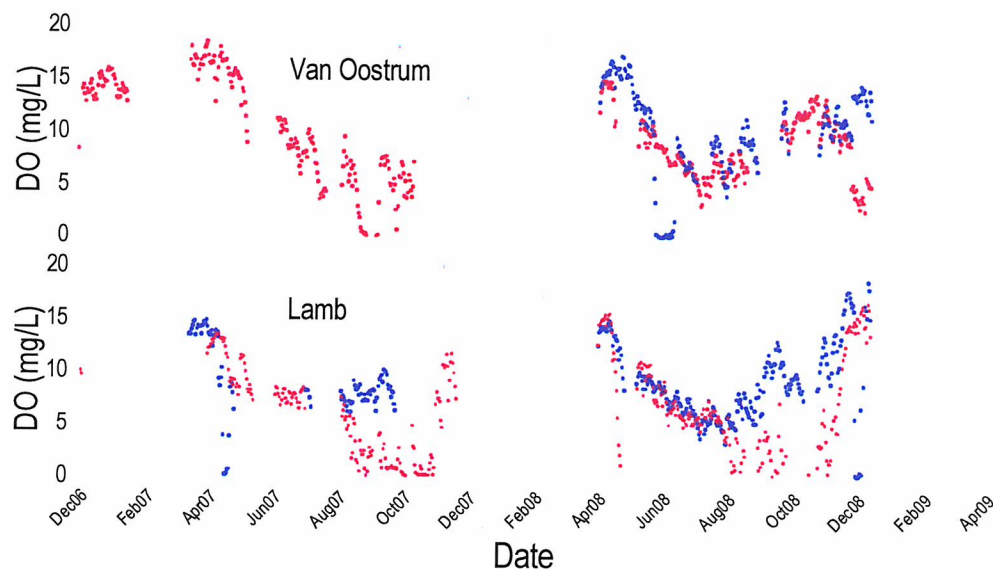 20
Van Oostrum
15
10
5
0
DO (mg/L)
20
Lamb
15
10
5
0
DO (mg/L)
Dec06 Feb07 Apr07 Jun07 Aug07 Oct07 Dec07 Feb08 Apr08 Jun08 Aug08 Oct08 Dec08 Feb09 Apr09
Date